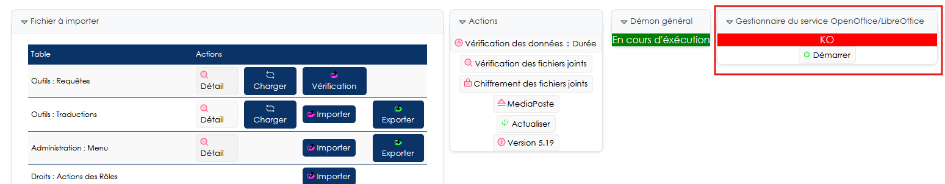 Fichier à importer
Table Actions
Outils : Requêtes Détail Charger Vérification
Outils : Traductions Détail Charger Importer Exporter
Administration : Menu Détail Importer Exporter
Droits : Actions des Rôles Importer
Actions
Vérification des données : Durée
Vérification des fichiers joints
Chiffrement des fichiers joints
MediaPoste
Actualiser
Version 5.19
Démon général
En cours d'éxécution
Gestionnaire du service OpenOffice/LibreOffice
KO
Démarrer